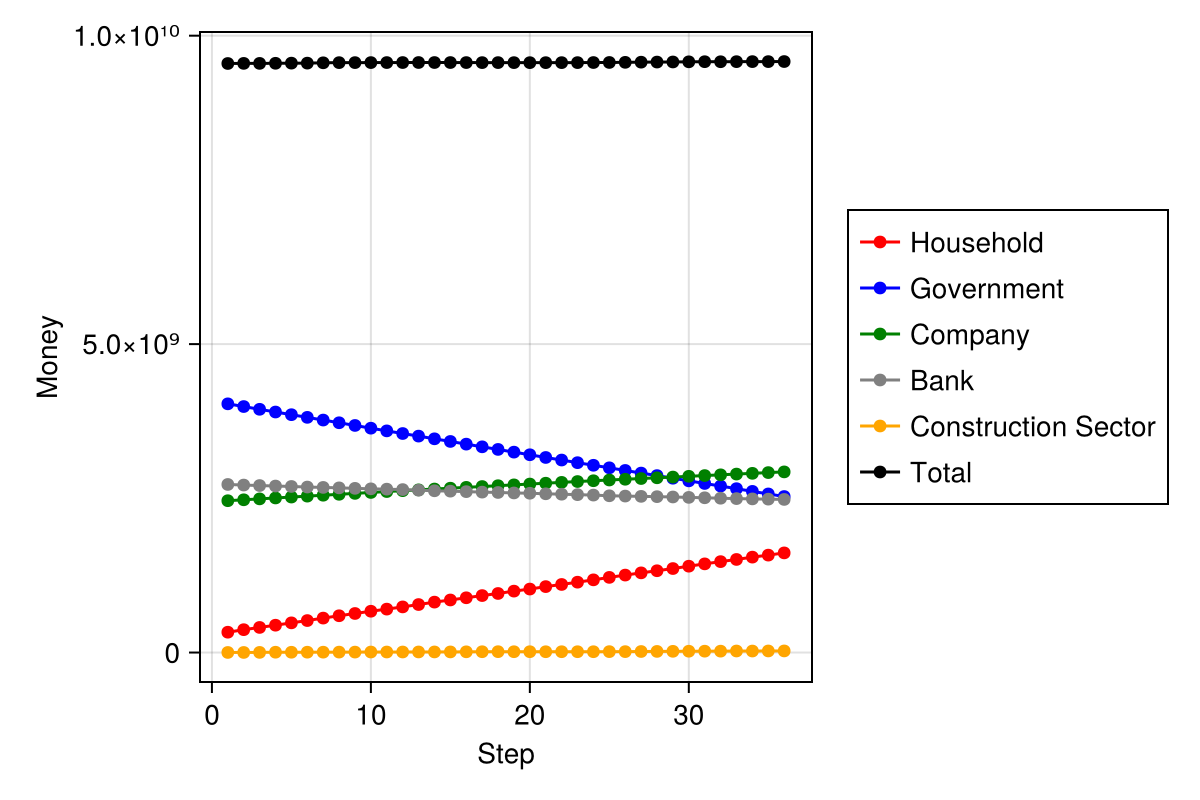 1.0×10¹⁰
5.0×10⁹
0
Money
0 10 20 30
Step
Household
Government
Company
Bank
Construction Sector
Total